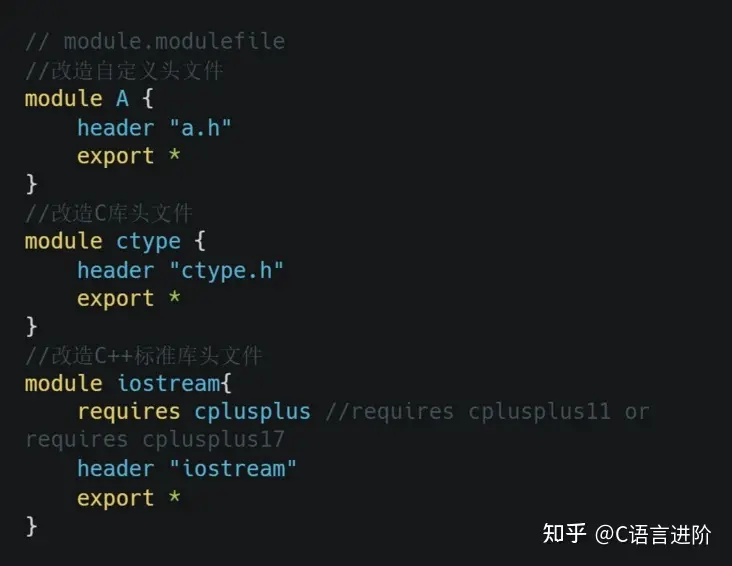 // module.modulefile
//改造自定义头文件
module A {
    header "a.h"
    export *
}
//改造C库头文件
module ctype {
    header "ctype.h"
    export *
}
//改造C++标准库头文件
module iostream{
    requires cplusplus //requires cplusplus11 or
requires cplusplus17
    header "iostream"
    export *
}
知乎 @C语言进阶